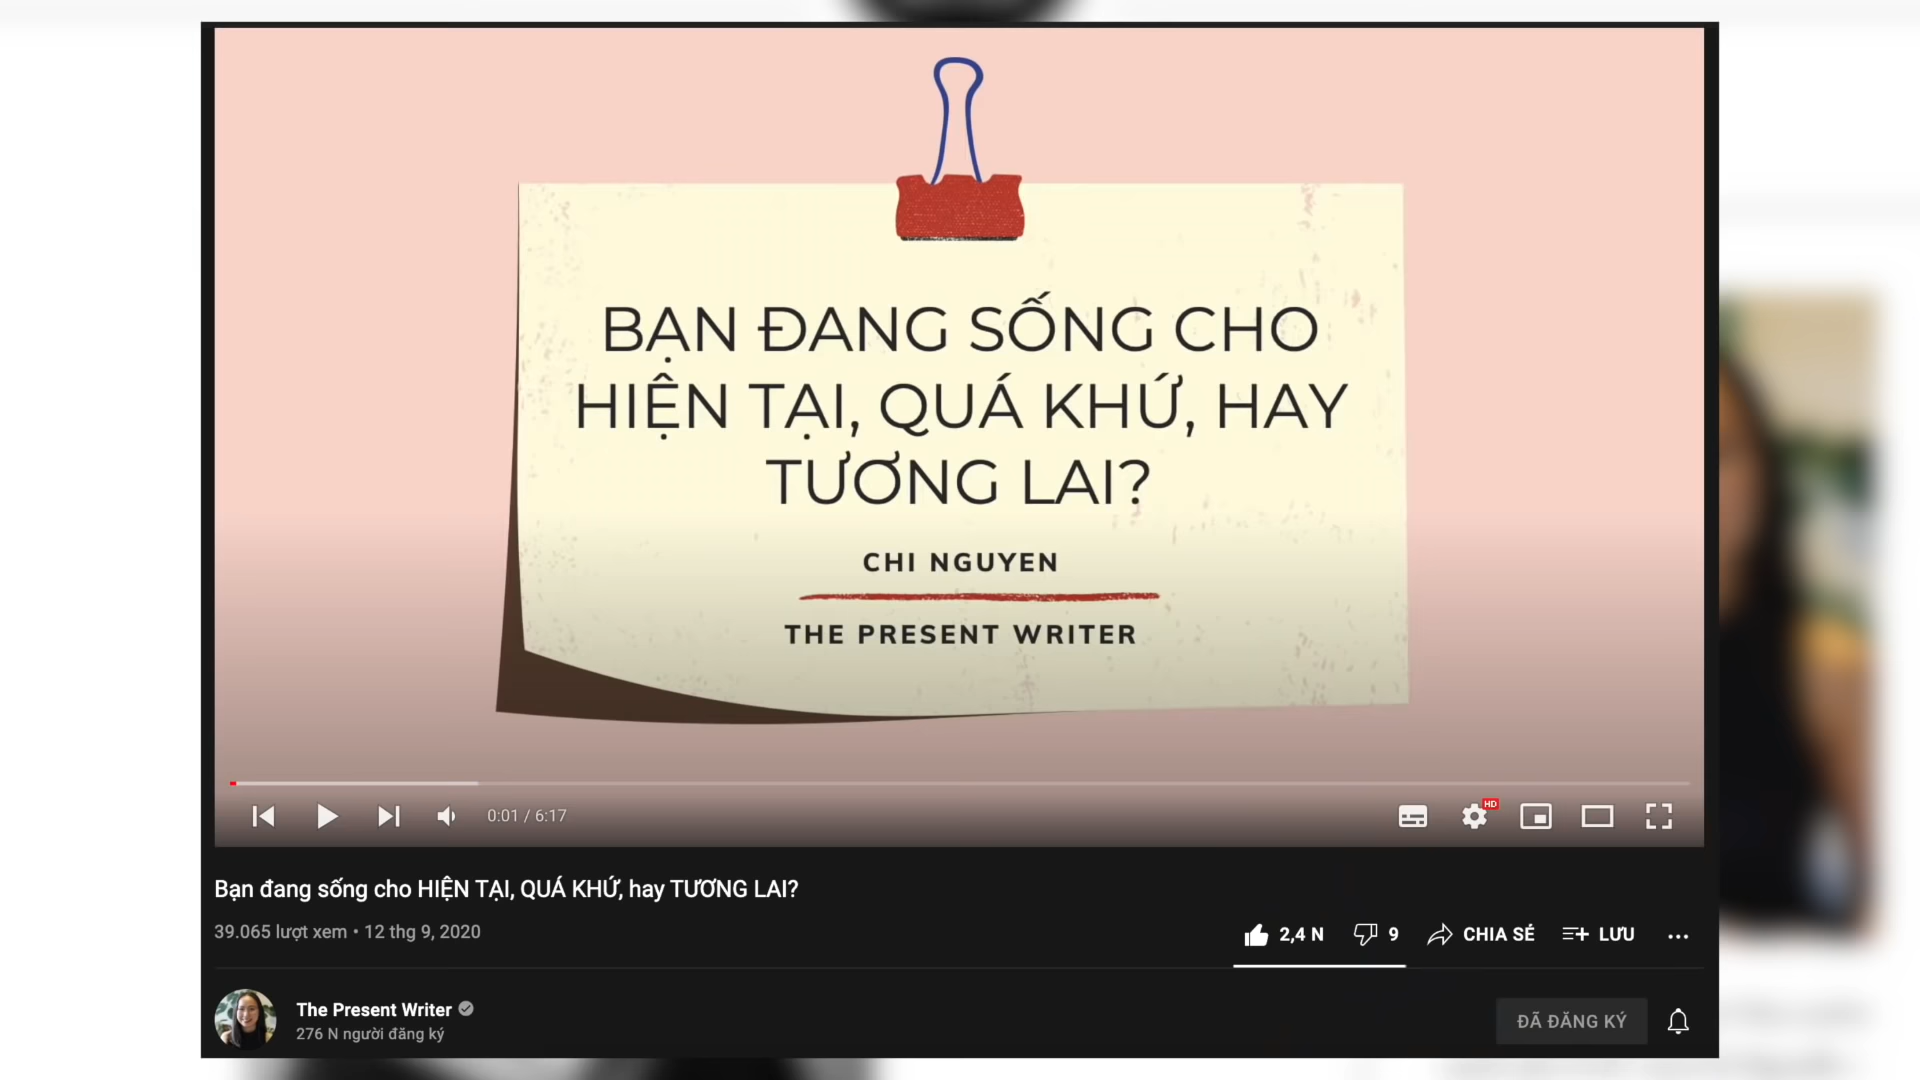 BẠN ĐANG SỐNG CHO
HIỆN TẠI, QUÁ KHỨ, HAY
TƯƠNG LAI?
CHI NGUYEN
THE PRESENT WRITER
0:01 / 6:17
HD
Bạn đang sống cho HIỆN TẠI, QUÁ KHỨ, hay TƯƠNG LAI?
39.065 lượt xem • 12 thg 9, 2020
2,4 N
9
CHIA SẺ
LƯU
The Present Writer
276 N người đăng ký
ĐÃ ĐĂNG KÝ